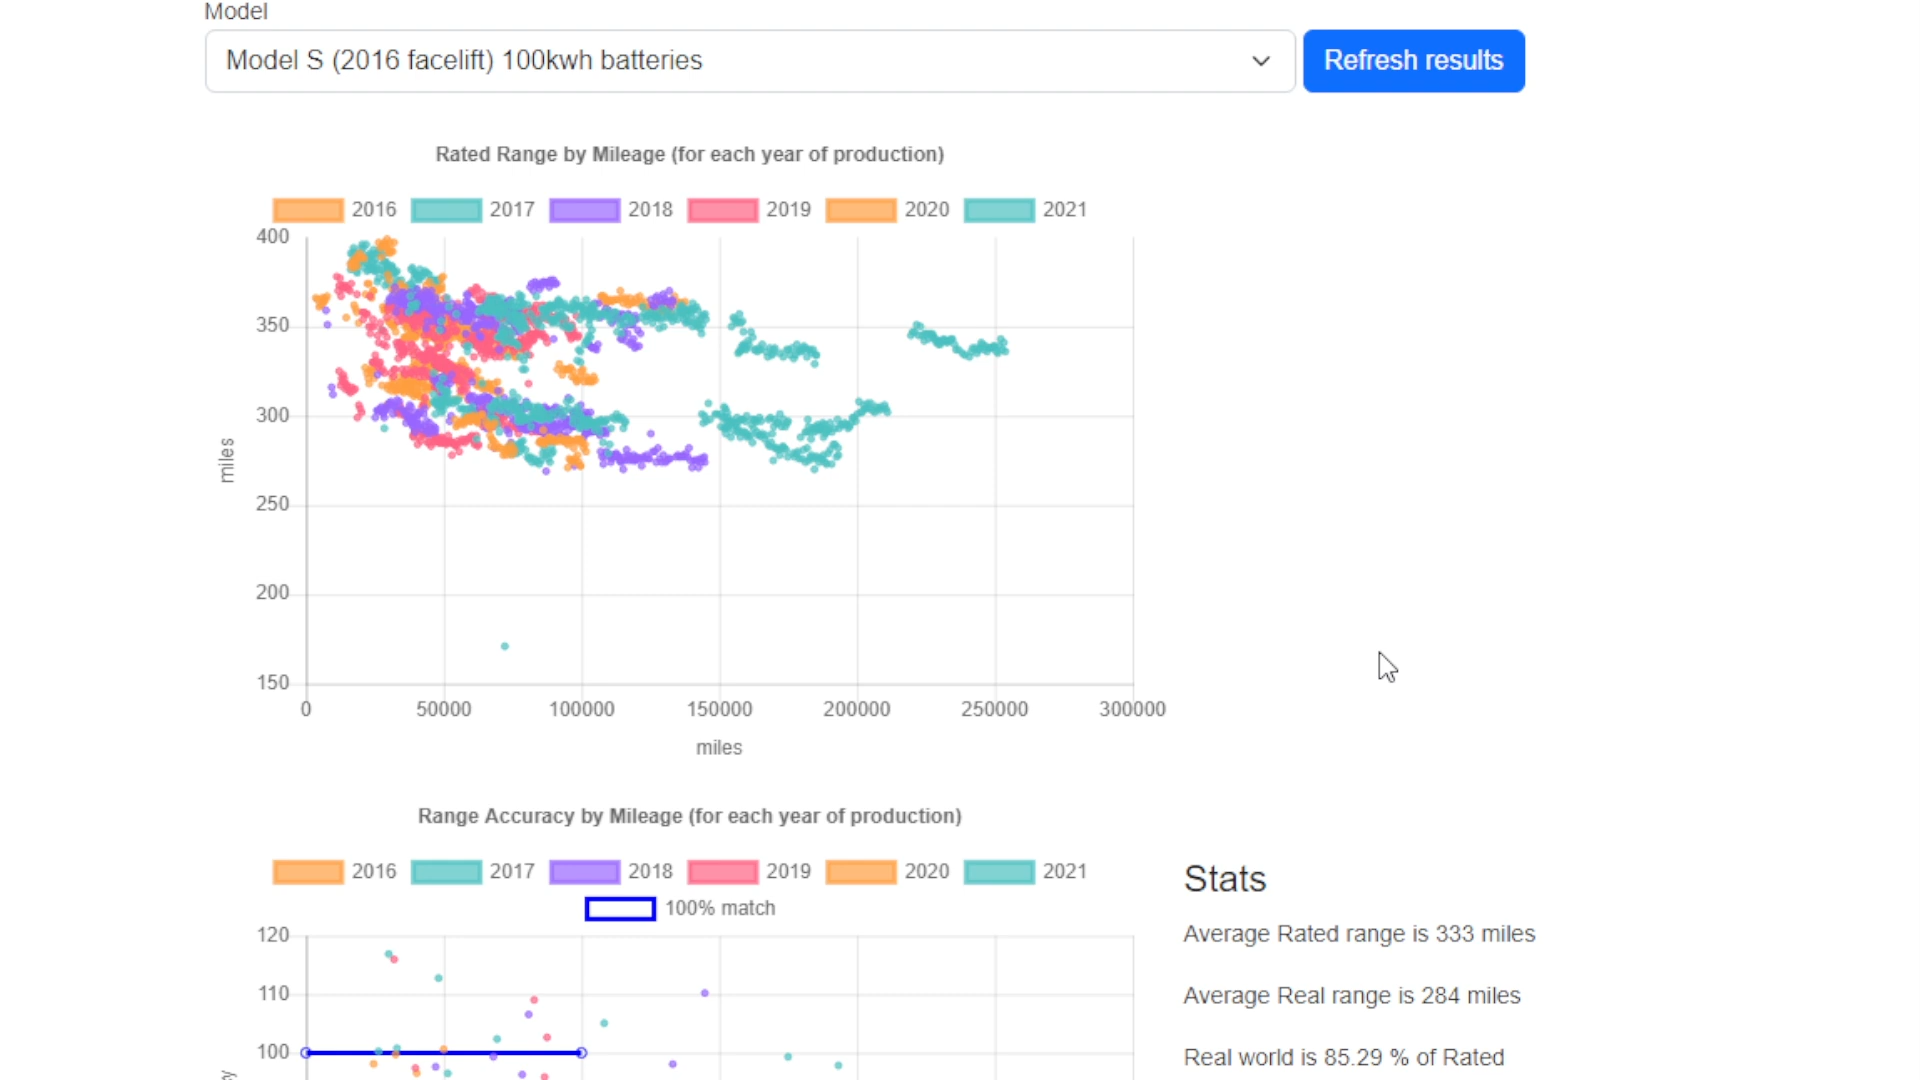 Model
Model S (2016 facelift) 100kwh batteries
Refresh results
Rated Range by Mileage (for each year of production)
2016 2017 2018 2019 2020 2021
400
350
300
250
200
150
miles
0 50000 100000 150000 200000 250000 300000
miles
Range Accuracy by Mileage (for each year of production)
2016 2017 2018 2019 2020 2021
100% match
120
110
100
Stats
Average Rated range is 333 miles
Average Real range is 284 miles
Real world is 85.29 % of Rated